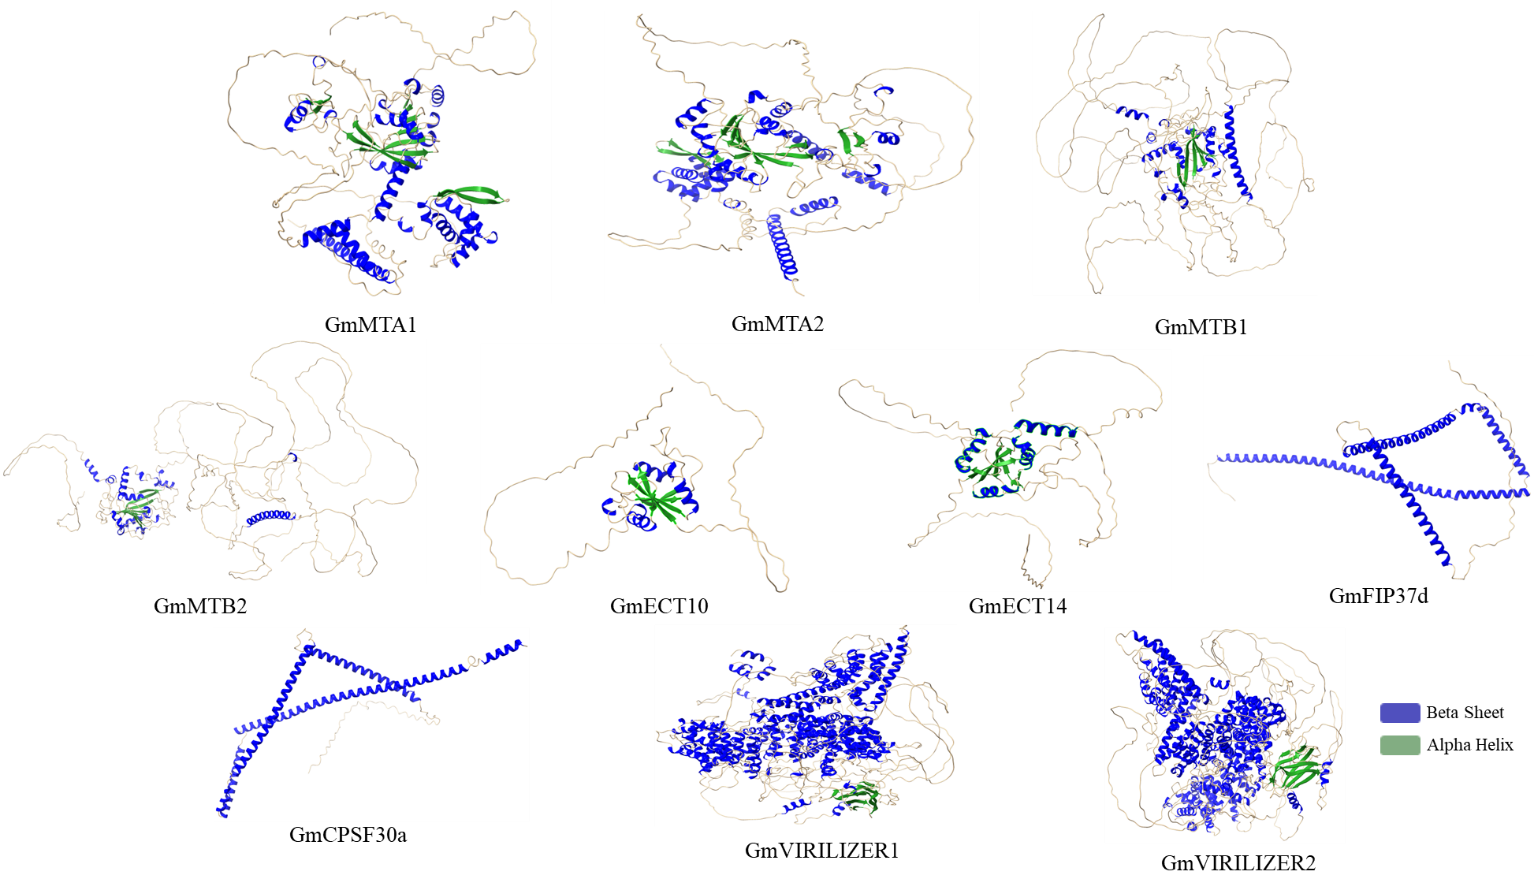 GmMTA1
GmMTA2
GmMTB1
GmMTB2
GmECT10
GmECT14
GmFIP37d
GmCPSF30a
GmVIRILIZER1
GmVIRILIZER2
Beta Sheet
Alpha Helix